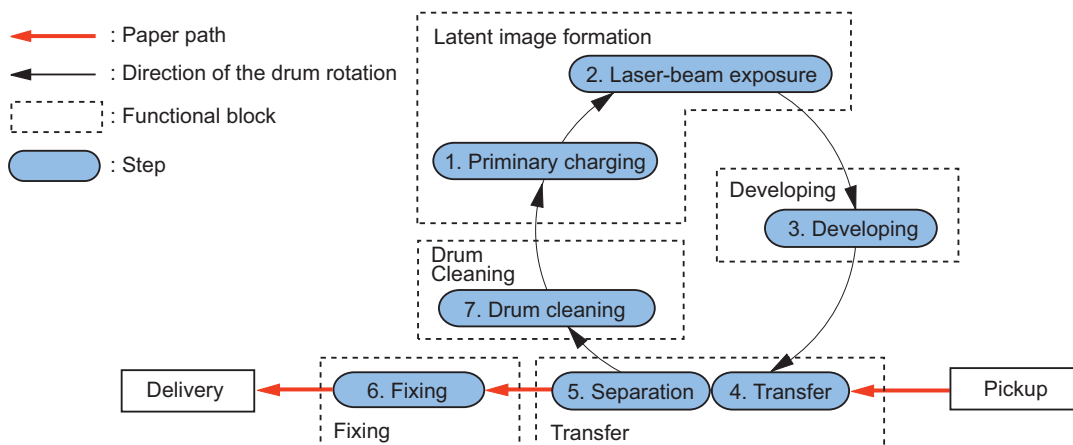 : Paper path
: Direction of the drum rotation
: Functional block
: Step
Latent image formation
2. Laser-beam exposure
1. Priminary charging
Developing
3. Developing
Drum
Cleaning
7. Drum cleaning
Delivery
6. Fixing
5. Separation
4. Transfer
Pickup
Fixing
Transfer